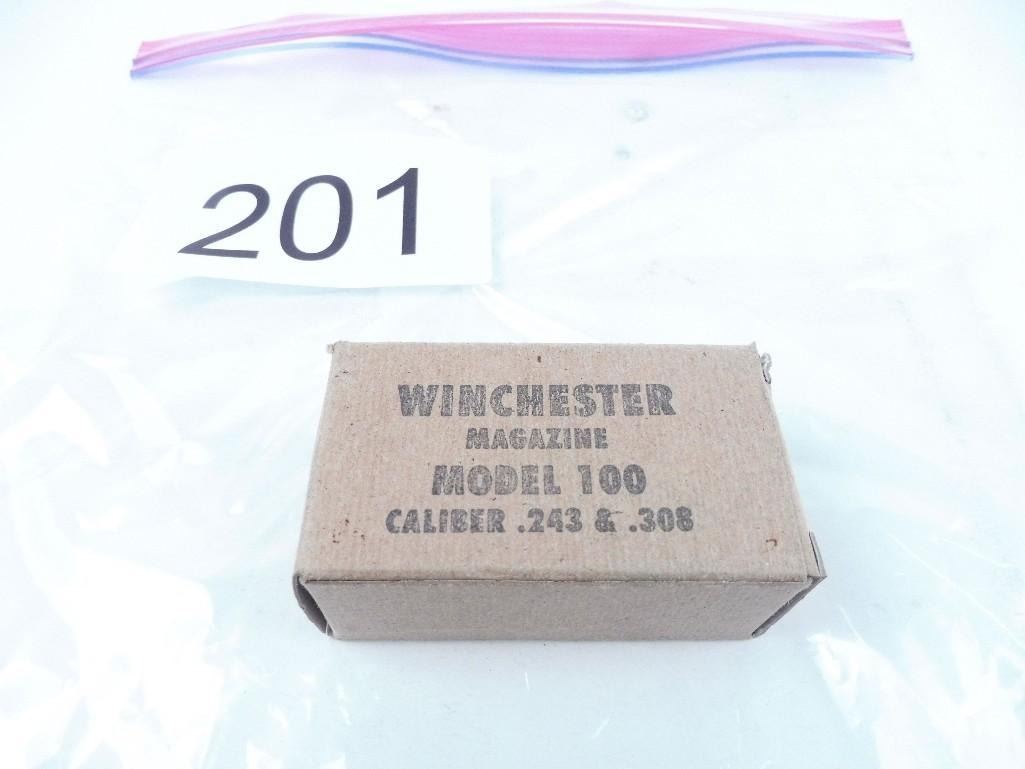 201
WINCHESTER
MAGAZINE
MODEL 100
CALIBER .243 & .308